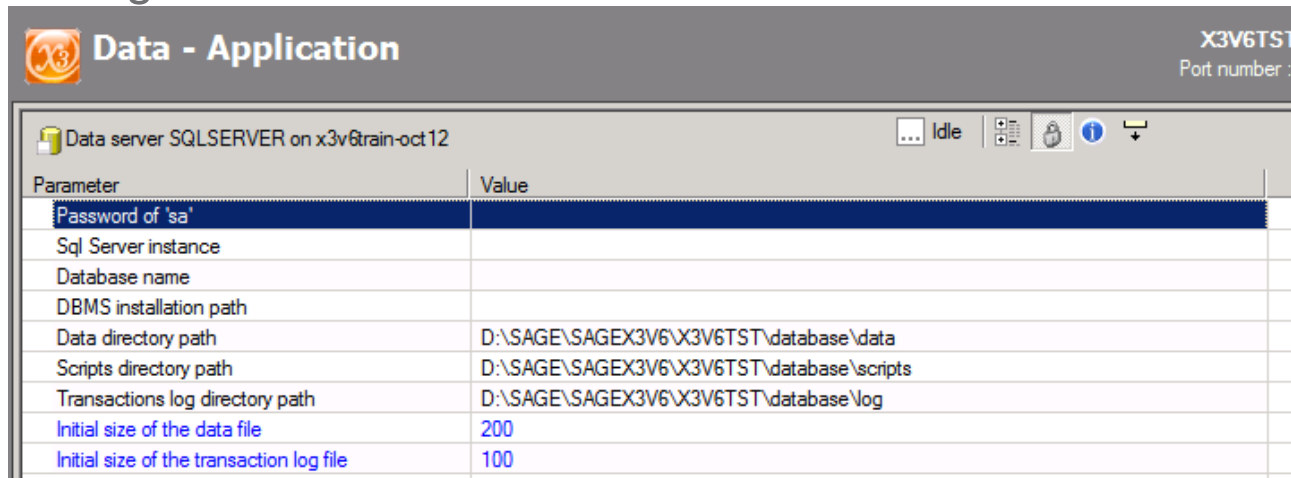 X3 Data - Application
X3V6TST
Port number :
Data server SQLSERVER on x3v6train-oct12
... Idle
Parameter Value
Password of 'sa'
Sql Server instance
Database name
DBMS installation path
Data directory path D:\SAGE\SAGEX3V6\X3V6TST\database\data
Scripts directory path D:\SAGE\SAGEX3V6\X3V6TST\database\scripts
Transactions log directory path D:\SAGE\SAGEX3V6\X3V6TST\database\log
Initial size of the data file 200
Initial size of the transaction log file 100